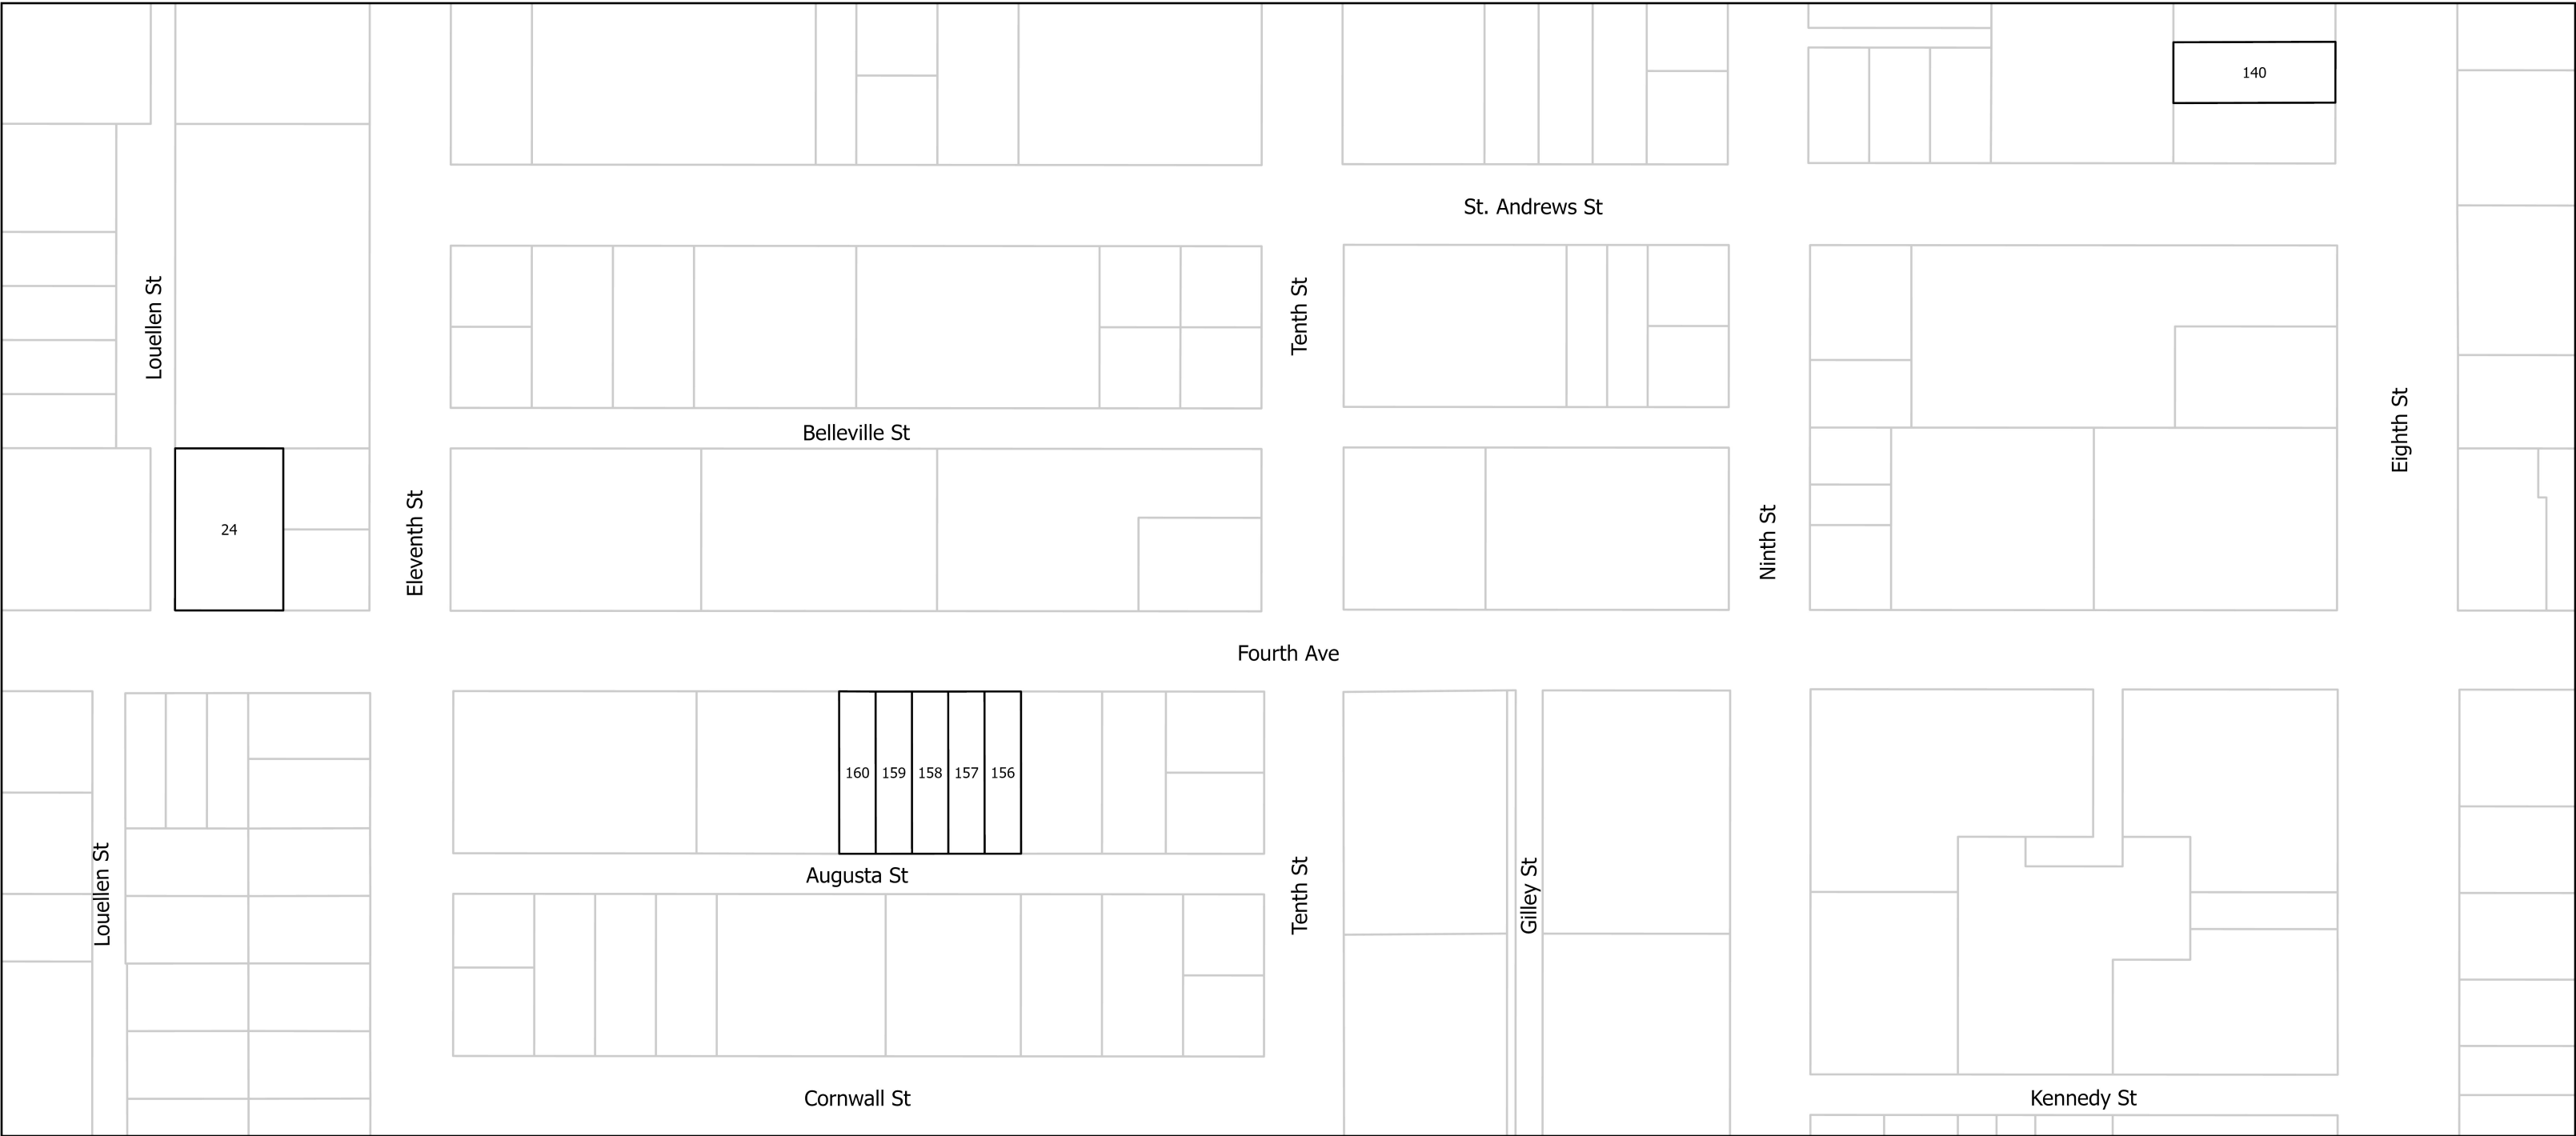 140
St. Andrews St
Louellen St
Tenth St
Belleville St
Eighth St
24
Eleventh St
Ninth St
Fourth Ave
160 159 158 157 156
Augusta St
Louellen St
Tenth St
Gilley St
Cornwall St
Kennedy St